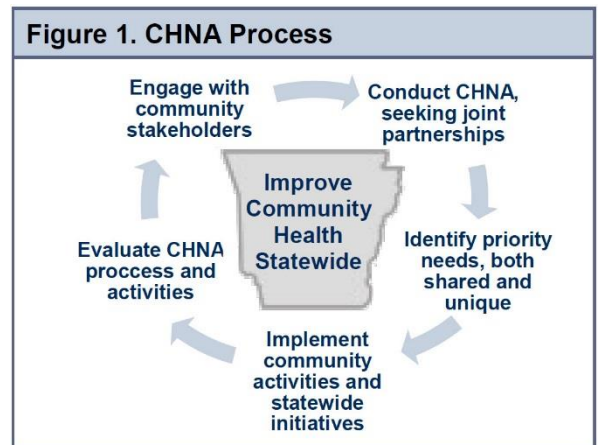 Figure 1. CHNA Process
Engage with
community
stakeholders
Conduct CHNA,
seeking joint
partnerships
Identify priority
needs, both
shared and
unique
Implement
community
activities and
statewide
initiatives
Evaluate CHNA
proccess and
activities
Improve
Community
Health
Statewide